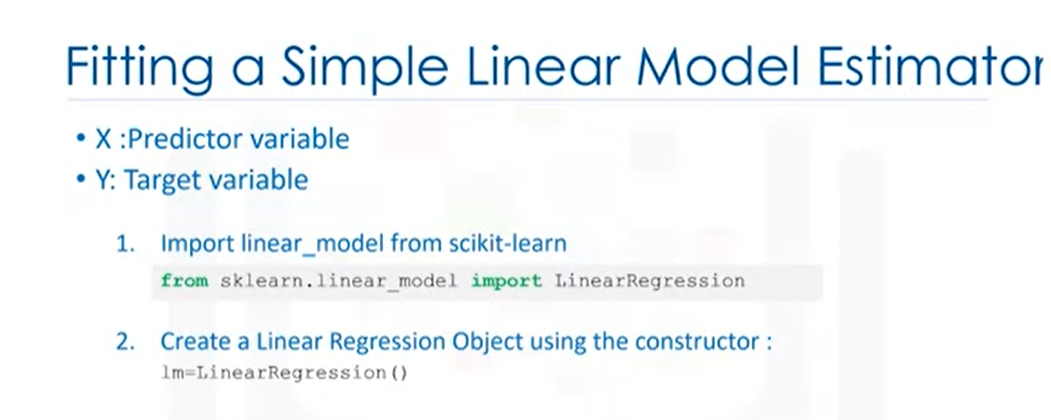 Fitting a Simple Linear Model Estimator
• X :Predictor variable
• Y: Target variable
1. Import linear_model from scikit-learn
from sklearn.linear_model import LinearRegression
2. Create a Linear Regression Object using the constructor :
lm=LinearRegression()